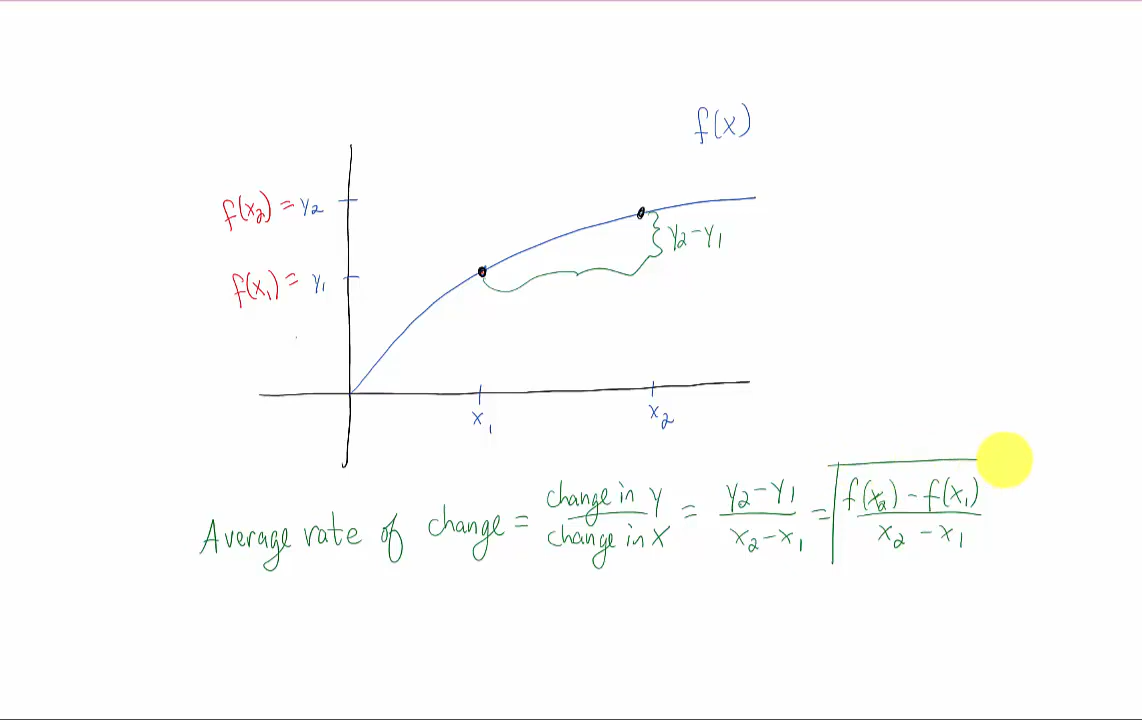 f(x)
f(x₂) = y₂
y₂-y₁
f(x₁) = y₁
x₁ x₂
Average rate of change = change in y / change in x = y₂-y₁ / x₂-x₁ = f(x₂) - f(x₁) / x₂ - x₁